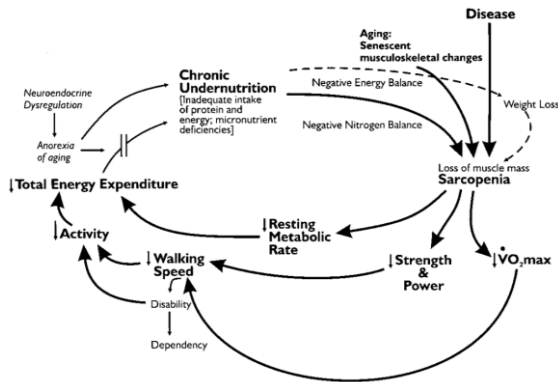 Disease
Aging:
Senescent
musculoskeletal changes
Chronic
Undernutrition
[Inadequate intake
of protein and
energy; micronutrient
deficiencies]
Neuroendocrine
Dysregulation
Negative Energy Balance
Weight Loss
Negative Nitrogen Balance
Anorexia
of aging
Loss of muscle mass
Sarcopenia
↓Total Energy Expenditure
↓Resting
Metabolic
Rate
↓Activity
↓Walking
Speed
↓Strength
&
Power
↓V̇O₂max
Disability
Dependency